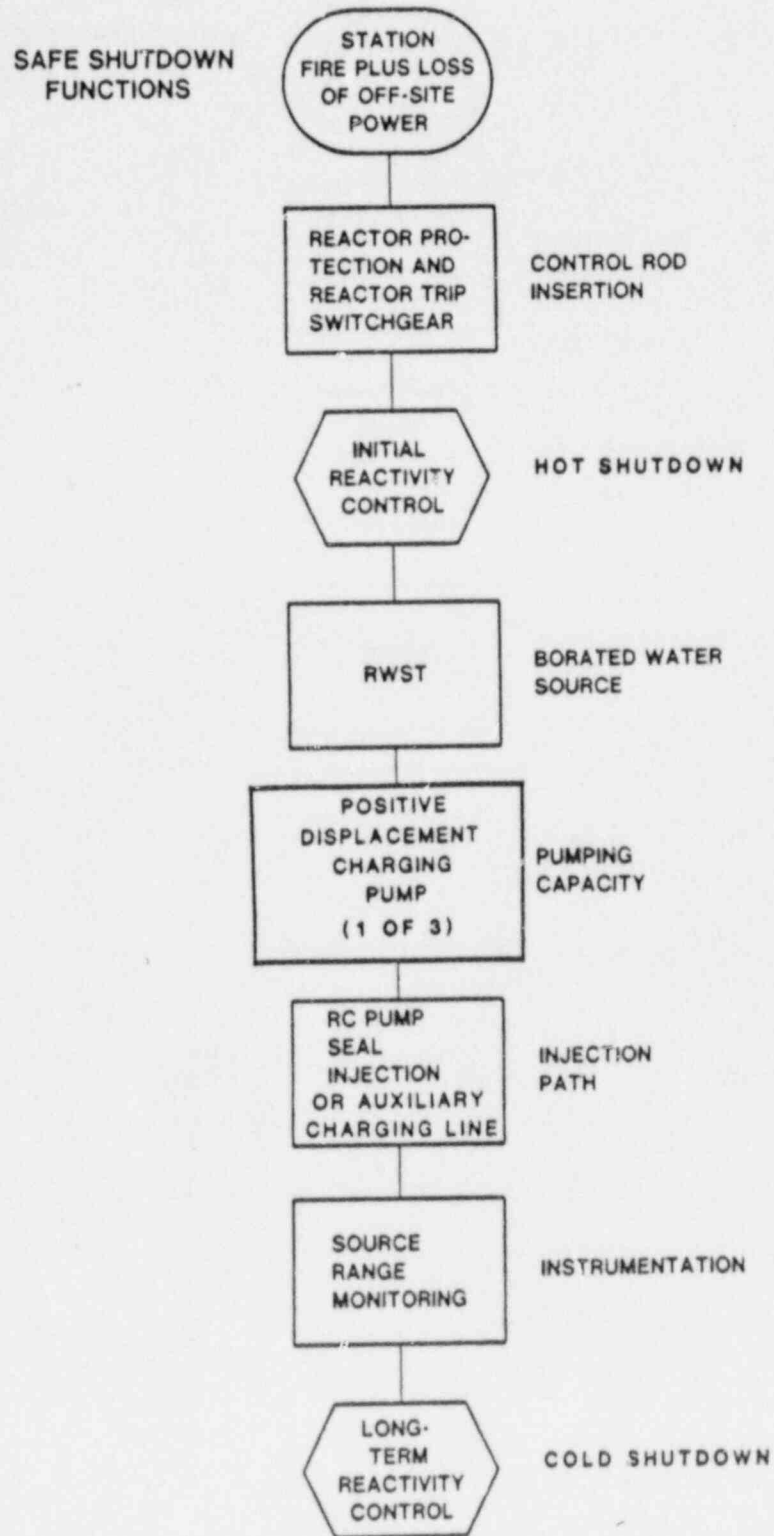 SAFE SHUTDOWN
FUNCTIONS
STATION
FIRE PLUS LOSS
OF OFF-SITE
POWER
REACTOR PRO-
TECTION AND
REACTOR TRIP
SWITCHGEAR
CONTROL ROD
INSERTION
INITIAL
REACTIVITY
CONTROL
HOT SHUTDOWN
RWST
BORATED WATER
SOURCE
POSITIVE
DISPLACEMENT
CHARGING
PUMP
(1 OF 3)
PUMPING
CAPACITY
RC PUMP
SEAL
INJECTION
OR AUXILIARY
CHARGING LINE
INJECTION
PATH
SOURCE
RANGE
MONITORING
INSTRUMENTATION
LONG-
TERM
REACTIVITY
CONTROL
COLD SHUTDOWN